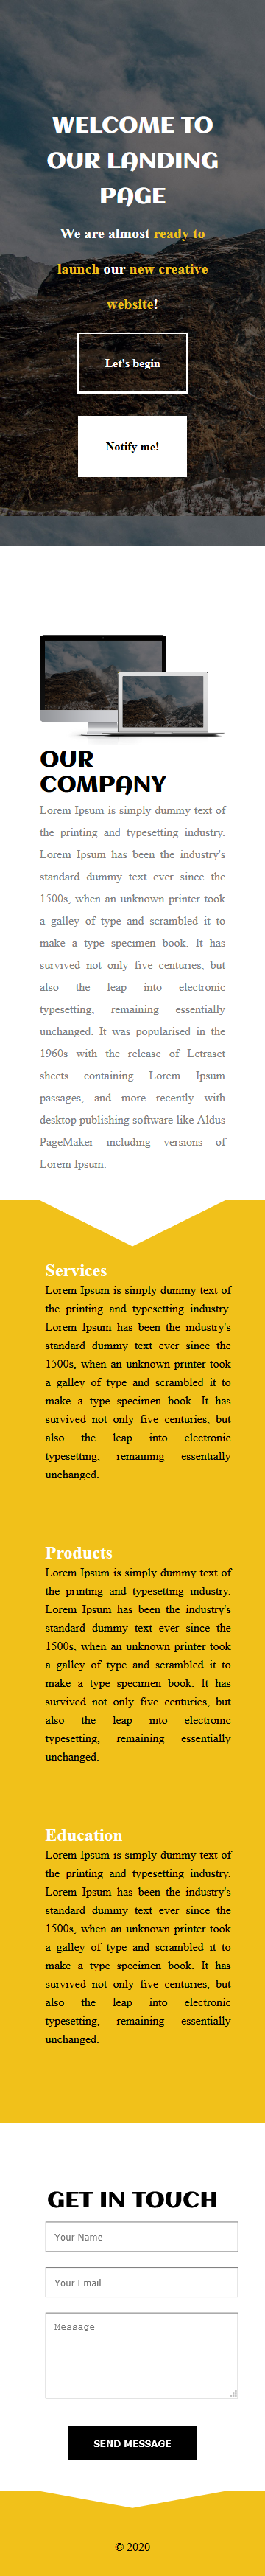 WELCOME TO
OUR LANDING
PAGE
We are almost ready to
launch our new creative
website!
Let's begin
Notify me!
OUR
COMPANY
Lorem Ipsum is simply dummy text of
the printing and typesetting industry.
Lorem Ipsum has been the industry's
standard dummy text ever since the
1500s, when an unknown printer took
a galley of type and scrambled it to
make a type specimen book. It has
survived not only five centuries, but
also the leap into electronic
typesetting, remaining essentially
unchanged. It was popularised in the
1960s with the release of Letraset
sheets containing Lorem Ipsum
passages, and more recently with
desktop publishing software like Aldus
PageMaker including versions of
Lorem Ipsum.
Services
Lorem Ipsum is simply dummy text of
the printing and typesetting industry.
Lorem Ipsum has been the industry's
standard dummy text ever since the
1500s, when an unknown printer took
a galley of type and scrambled it to
make a type specimen book. It has
survived not only five centuries, but
also the leap into electronic
typesetting, remaining essentially
unchanged.
Products
Lorem Ipsum is simply dummy text of
the printing and typesetting industry.
Lorem Ipsum has been the industry's
standard dummy text ever since the
1500s, when an unknown printer took
a galley of type and scrambled it to
make a type specimen book. It has
survived not only five centuries, but
also the leap into electronic
typesetting, remaining essentially
unchanged.
Education
Lorem Ipsum is simply dummy text of
the printing and typesetting industry.
Lorem Ipsum has been the industry's
standard dummy text ever since the
1500s, when an unknown printer took
a galley of type and scrambled it to
make a type specimen book. It has
survived not only five centuries, but
also the leap into electronic
typesetting, remaining essentially
unchanged.
GET IN TOUCH
Your Name
Your Email
Message
SEND MESSAGE
© 2020